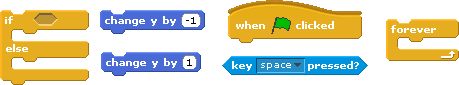 if
else
change y by -1
change y by 1
when clicked
key space pressed?
forever